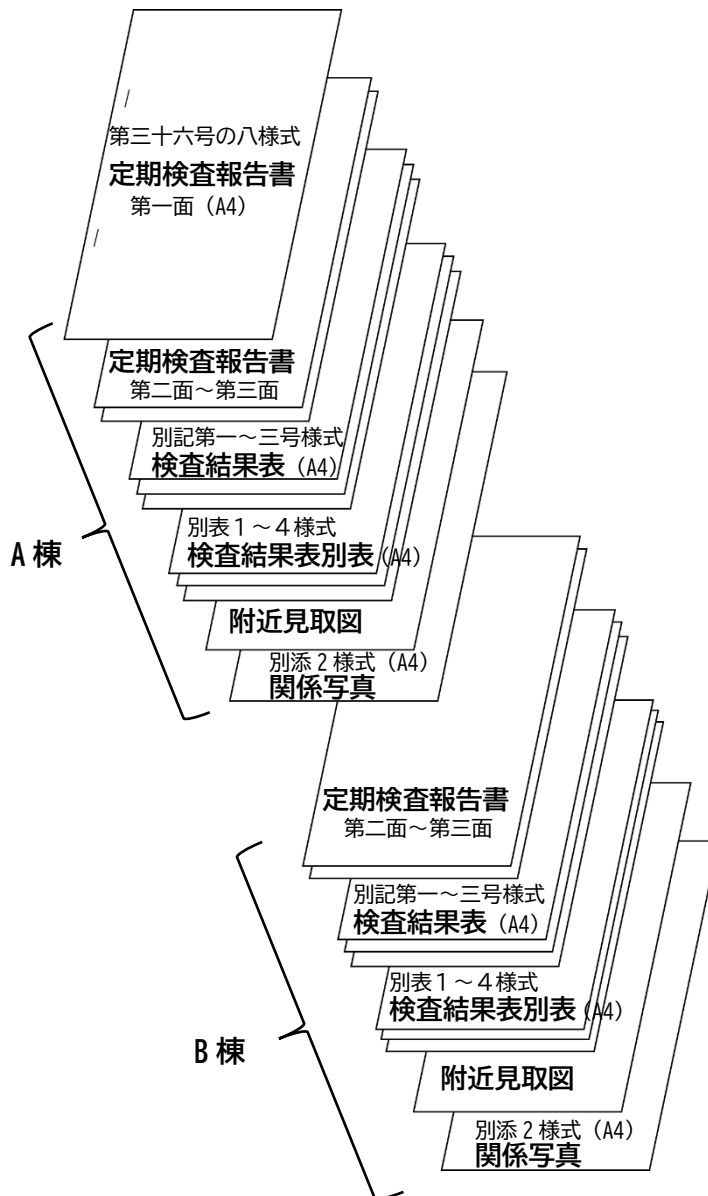 第三十六号の八様式
定期検査報告書
第一面（A4）
定期検査報告書
第二面～第三面
別記第一～三号様式
検査結果表（A4）
A棟
別表１～４様式
検査結果表別表（A4）
附近見取図
別添２様式（A4）
関係写真
定期検査報告書
第二面～第三面
別記第一～三号様式
検査結果表（A4）
別表１～４様式
検査結果表別表（A4）
B棟
附近見取図
別添２様式（A4）
関係写真